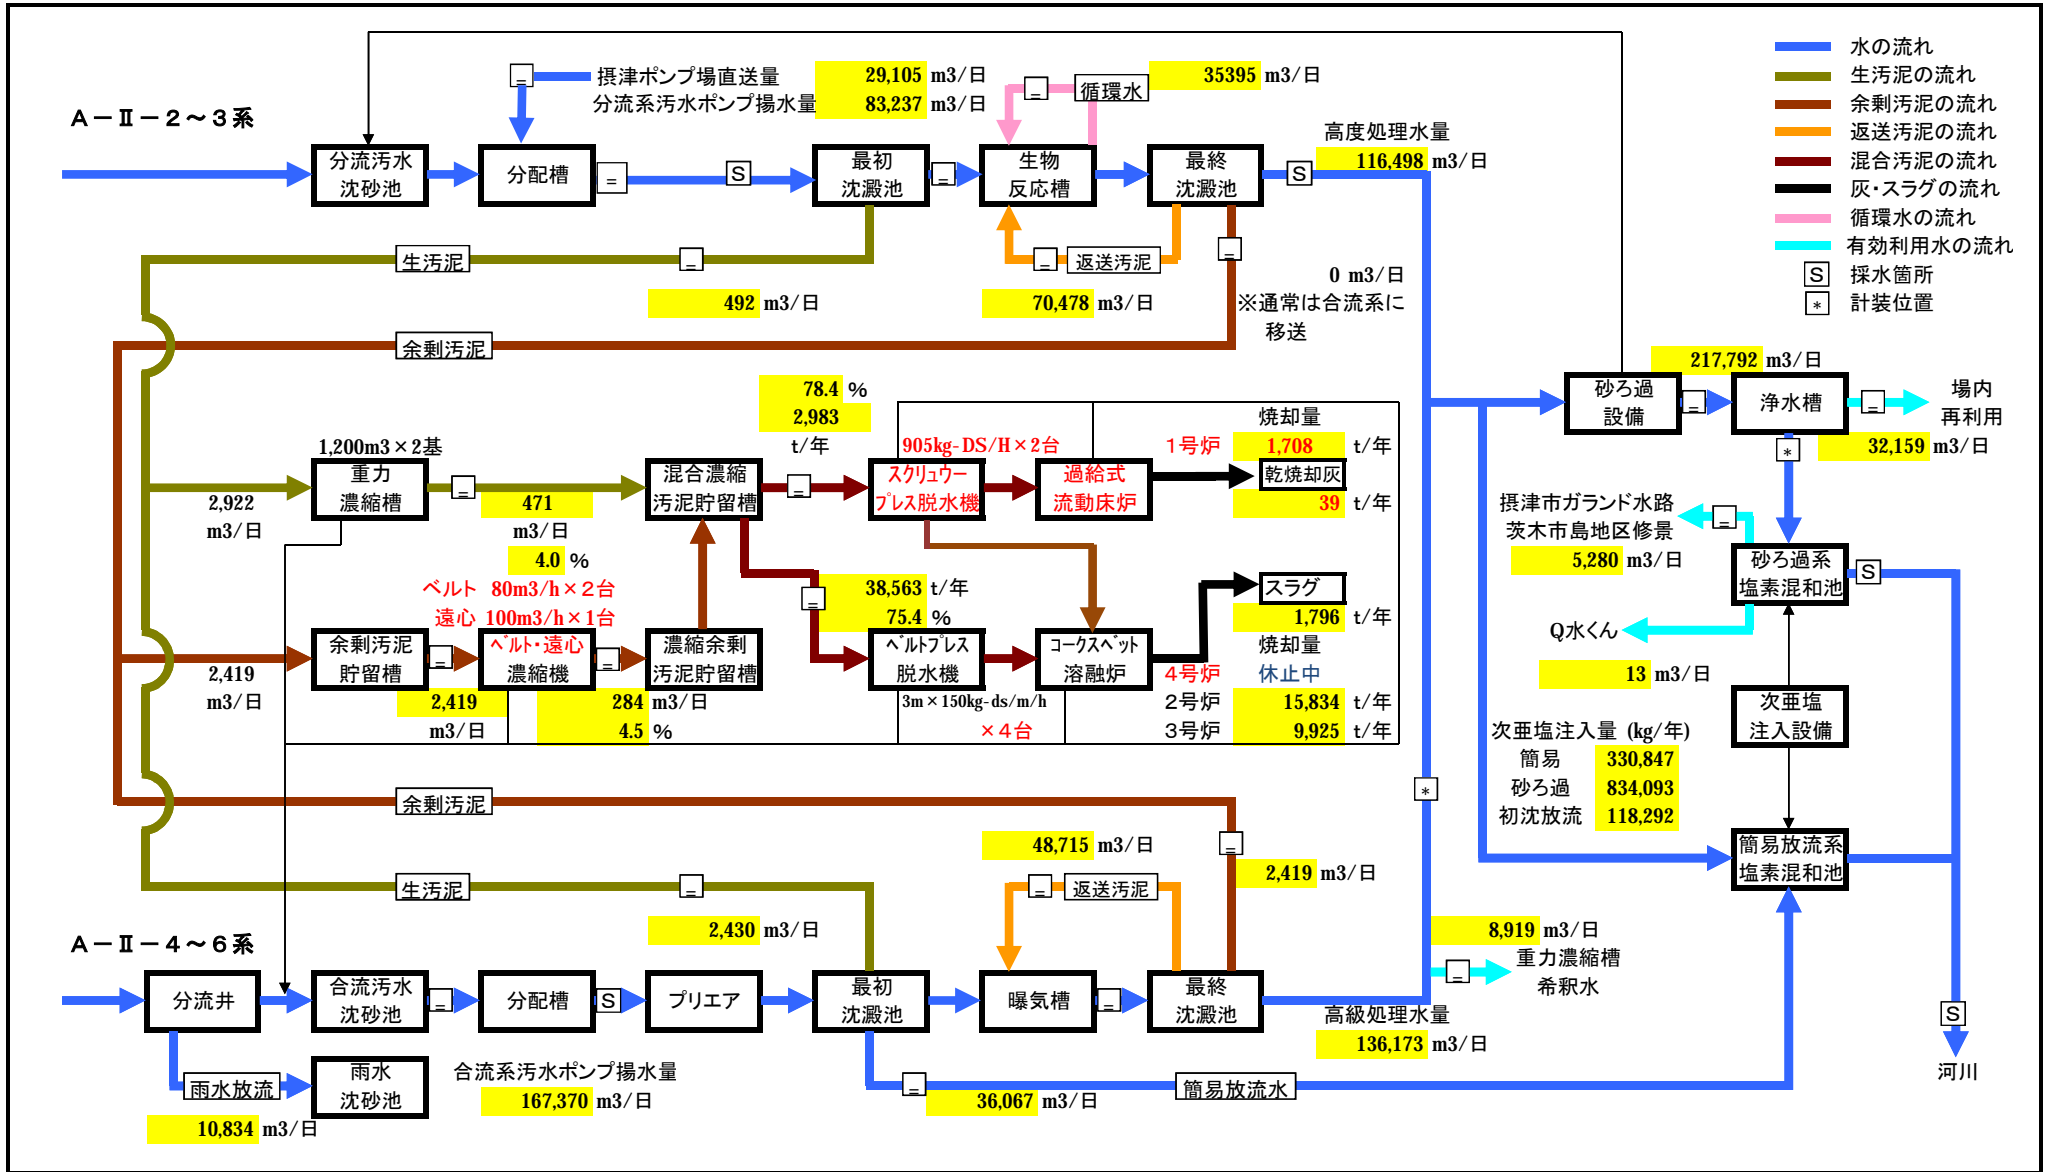 摂津ポンプ場直送量 29,105 m3/日
分流系汚水ポンプ揚水量 83,237 m3/日
循環水 35395 m3/日
A-Ⅱ-2~3系
高度処理水量
116,498 m3/日
分流汚水
沈砂池
分配槽
=
S
最初
沈澱池
生物
反応槽
最終
沈澱池
S
水の流れ
生汚泥の流れ
余剰汚泥の流れ
返送汚泥の流れ
混合汚泥の流れ
灰・スラグの流れ
循環水の流れ
有効利用水の流れ
S 採水箇所
* 計装位置
生汚泥
492 m3/日
返送汚泥
70,478 m3/日
0 m3/日
※通常は合流系に
移送
余剰汚泥
217,792 m3/日
砂ろ過
設備
浄水槽
場内
再利用
32,159 m3/日
78.4 %
2,983
t/年
1,200m3×2基
重力
濃縮槽
2,922
m3/日
471
m3/日
4.0 %
混合濃縮
汚泥貯留槽
905kg-DS/H×2台
スクリュウー
プレス脱水機
過給式
流動床炉
1号炉
焼却量
1,708 t/年
乾焼却灰
39 t/年
摂津市ガランド水路
茨木市島地区修景
5,280 m3/日
*
砂ろ過系
塩素混和池
S
ベルト 80m3/h×2台
遠心 100m3/h×1台
38,563 t/年
75.4 %
スラグ
1,796 t/年
Q水くん
13 m3/日
余剰汚泥
貯留槽
2,419
m3/日
2,419
m3/日
ベルト・遠心
濃縮機
284 m3/日
4.5 %
濃縮余剰
汚泥貯留槽
ベルトプレス
脱水機
3m×150kg-ds/m/h
×4台
コークスベット
溶融炉
焼却量
4号炉 休止中
2号炉 15,834 t/年
3号炉 9,925 t/年
次亜塩
注入設備
次亜塩注入量 (kg/年)
簡易 330,847
砂ろ過 834,093
初沈放流 118,292
*
余剰汚泥
48,715 m3/日
返送汚泥
2,419 m3/日
簡易放流系
塩素混和池
生汚泥
2,430 m3/日
A-Ⅱ-4~6系
8,919 m3/日
重力濃縮槽
希釈水
分流井
合流汚水
沈砂池
分配槽
S
プリエア
最初
沈澱池
曝気槽
最終
沈澱池
高級処理水量
136,173 m3/日
S
河川
雨水放流
10,834 m3/日
雨水
沈砂池
合流系汚水ポンプ揚水量
167,370 m3/日
36,067 m3/日
簡易放流水